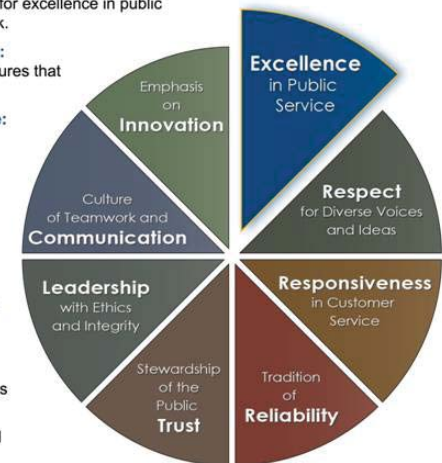 for excellence in public
k.
:
ures that
:
s
Excellence
in Public
Service
Respect
for Diverse Voices
and Ideas
Responsiveness
in Customer
Service
Tradition
of
Reliability
Stewardship
of the
Public
Trust
Leadership
with Ethics
and Integrity
Culture
of Teamwork and
Communication
Emphasis
on
Innovation